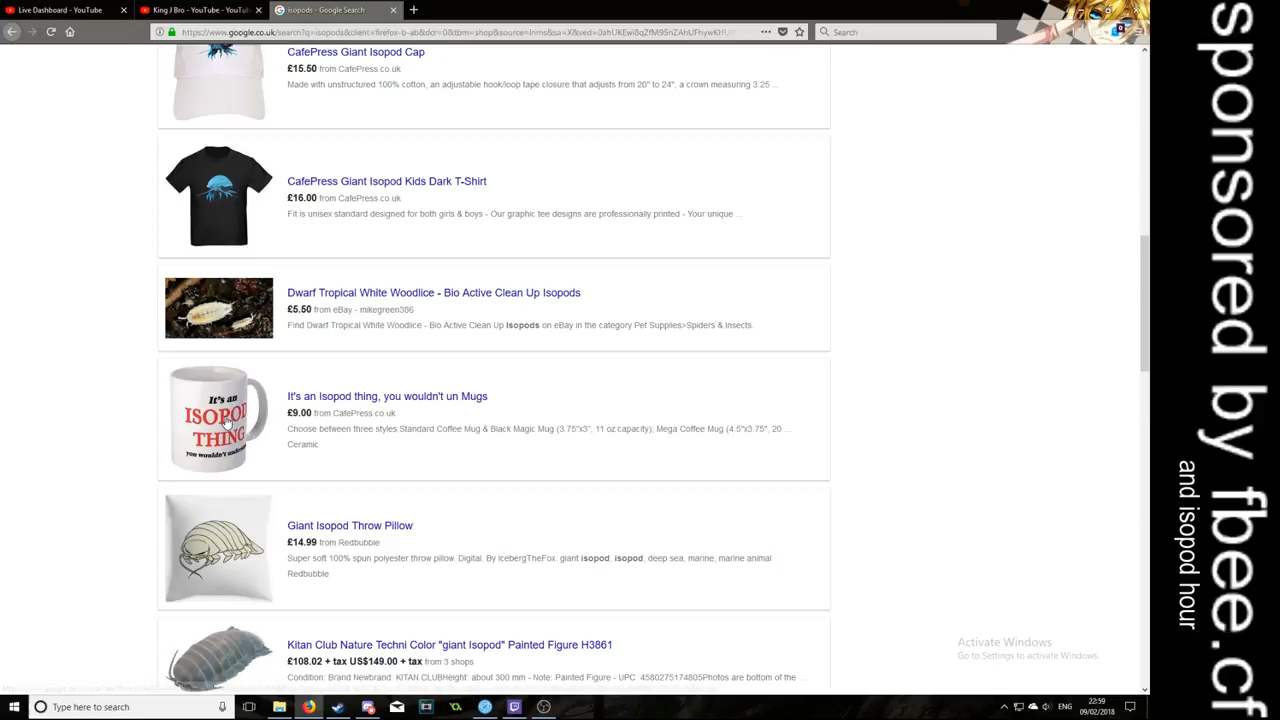 Live Dashboard - YouTube
King J Bro - YouTube - YouTu
isopods - Google Search
Search
CafePress Giant Isopod Cap
£15.50 from CafePress.co.uk
Made with unstructured 100% cotton, an adjustable hook/loop tape closure that adjusts from 20" to 24", a crown measuring 3.25 ...
CafePress Giant Isopod Kids Dark T-Shirt
£16.00 from CafePress.co.uk
Fit is unisex standard designed for both girls & boys - Our graphic tee designs are professionally printed - Your unique ...
Dwarf Tropical White Woodlice - Bio Active Clean Up Isopods
£5.50 from eBay - mikegreen386
Find Dwarf Tropical White Woodlice - Bio Active Clean Up Isopods on eBay in the category Pet Supplies>Spiders & Insects.
It's an
ISOPOD
THING
you wouldn't
It's an Isopod thing, you wouldn't un Mugs
£9.00 from CafePress.co.uk
Choose between three styles.Standard Coffee Mug & Black Magic Mug (3.75"x3", 11 oz capacity); Mega Coffee Mug (4.5"x3.75", 20 ...
Ceramic
Giant Isopod Throw Pillow
£14.99 from Redbubble
Super soft 100% spun polyester throw pillow. Digital. By icebergTheFox. giant isopod, isopod, deep sea, marine, marine animal
Redbubble
Kitan Club Nature Techni Color "giant Isopod" Painted Figure H3861
£108.02 + tax US$149.00 + tax from 3 shops
Condition: Brand Newbrand KITAN CLUBHeight: about 300 mm - Note: Painted Figure - UPC 4580275174805Photos are bottom of the ...
Activate Windows
Go to Settings to activate Windows.
Type here to search
ENG
22:59
09/02/2018
sponsored by fbee.cf
and isopod hour